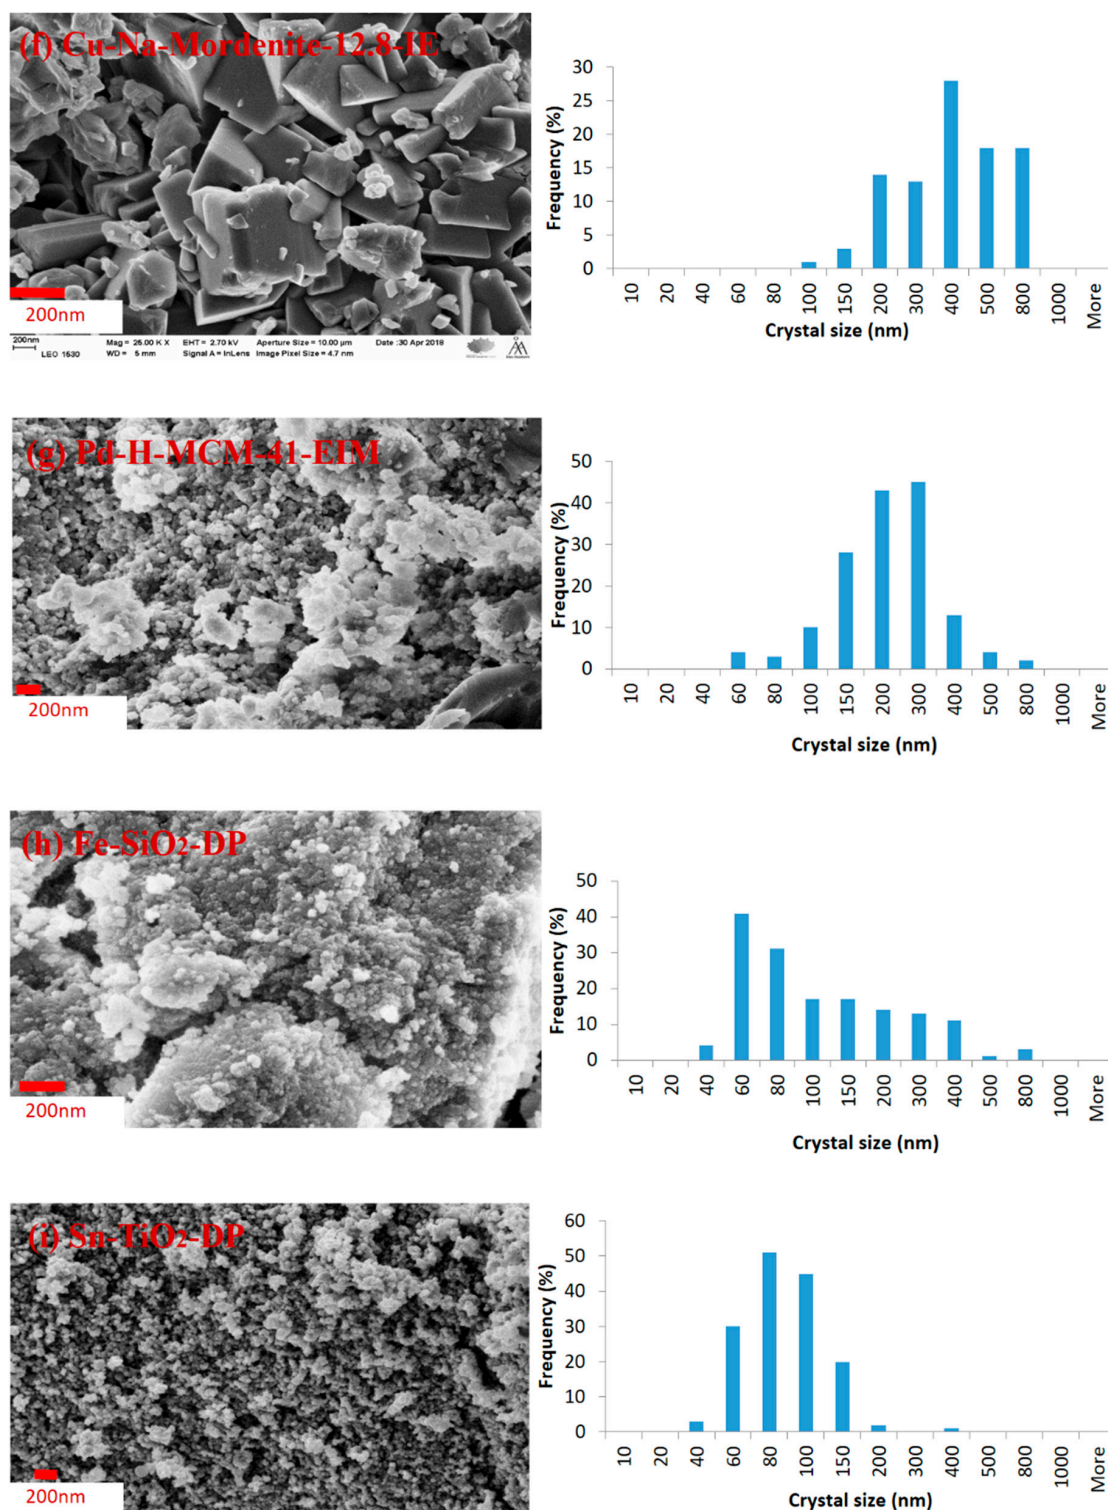 (f) Cu-Na-Mordenite-12.8-IE
200nm
200nm
LEO 1530
Mag = 25.00 K X EHT = 2.70 kV Aperture Size = 10.00 µm Date :30 Apr 2018
WD = 5 mm Signal A = InLens Image Pixel Size = 4.7 nm
Frequency (%)
30
25
20
15
10
5
0
10 20 40 60 80 100 150 200 300 400 500 800 1000 More
Crystal size (nm)
(g) Pd-H-MCM-41-EIM
200nm
Frequency (%)
50
40
30
20
10
0
10 20 40 60 80 100 150 200 300 400 500 800 1000 More
Crystal size (nm)
(h) Fe-SiO2-DP
200nm
Frequency (%)
50
40
30
20
10
0
10 20 40 60 80 100 150 200 300 400 500 800 1000 More
Crystal size (nm)
(i) Sn-TiO2-DP
200nm
Frequency (%)
60
50
40
30
20
10
0
10 20 40 60 80 100 150 200 300 400 500 800 1000 More
Crystal size (nm)